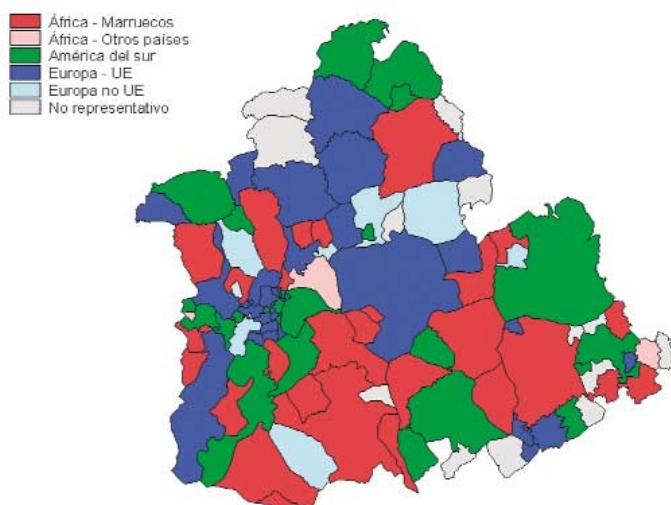 África - Marruecos
África - Otros países
América del sur
Europa - UE
Europa no UE
No representativo